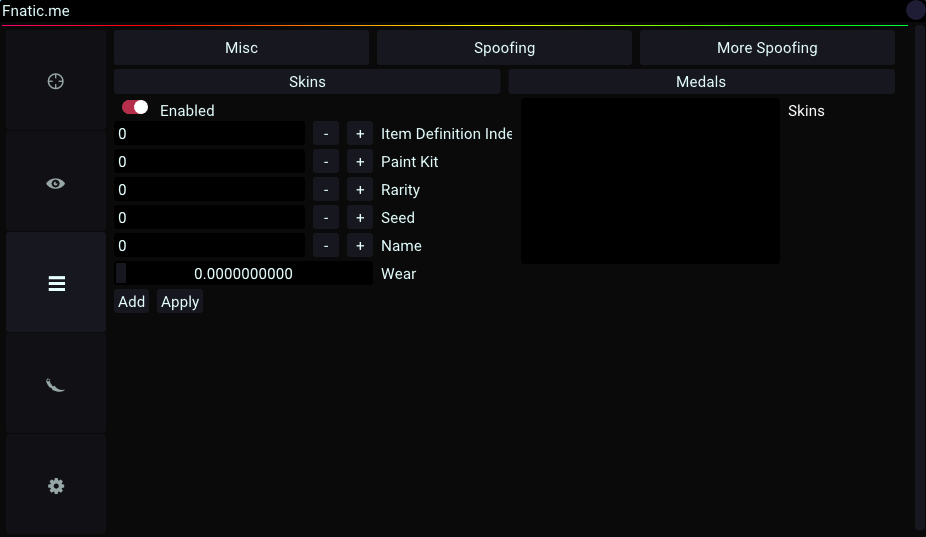 Fnatic.me
Misc Spoofing More Spoofing
Skins Medals
Enabled Skins
0 - + Item Definition Inde
0 - + Paint Kit
0 - + Rarity
0 - + Seed
0 - + Name
0.0000000000 Wear
Add Apply